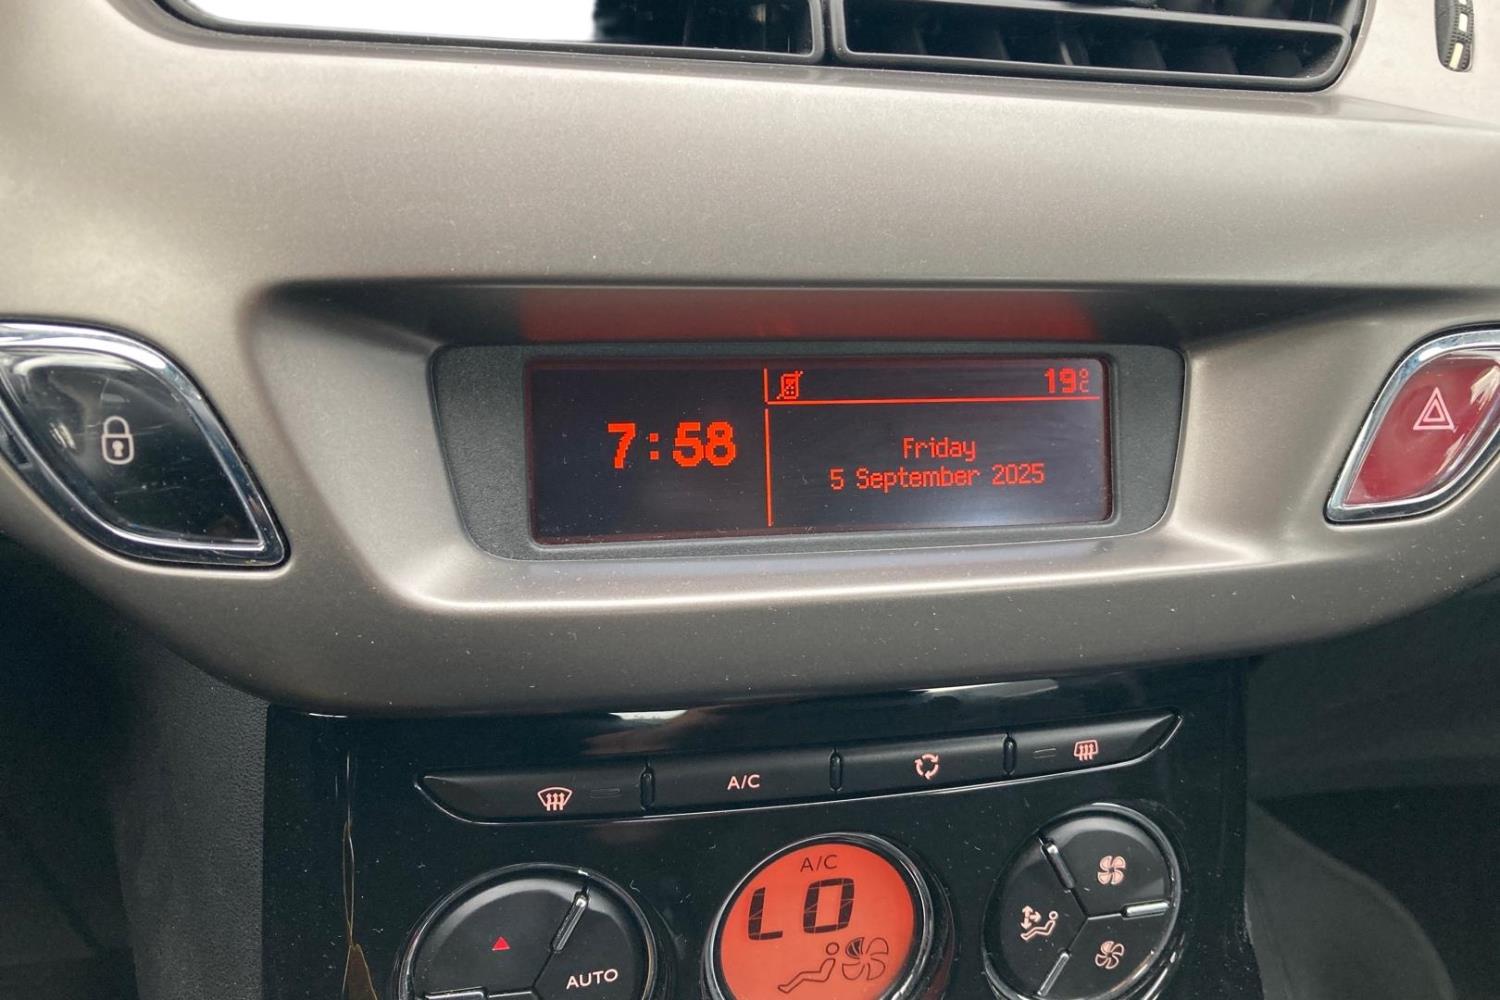 7:58
19°C
Friday
5 September 2025
A/C
A/C
LO
AUTO